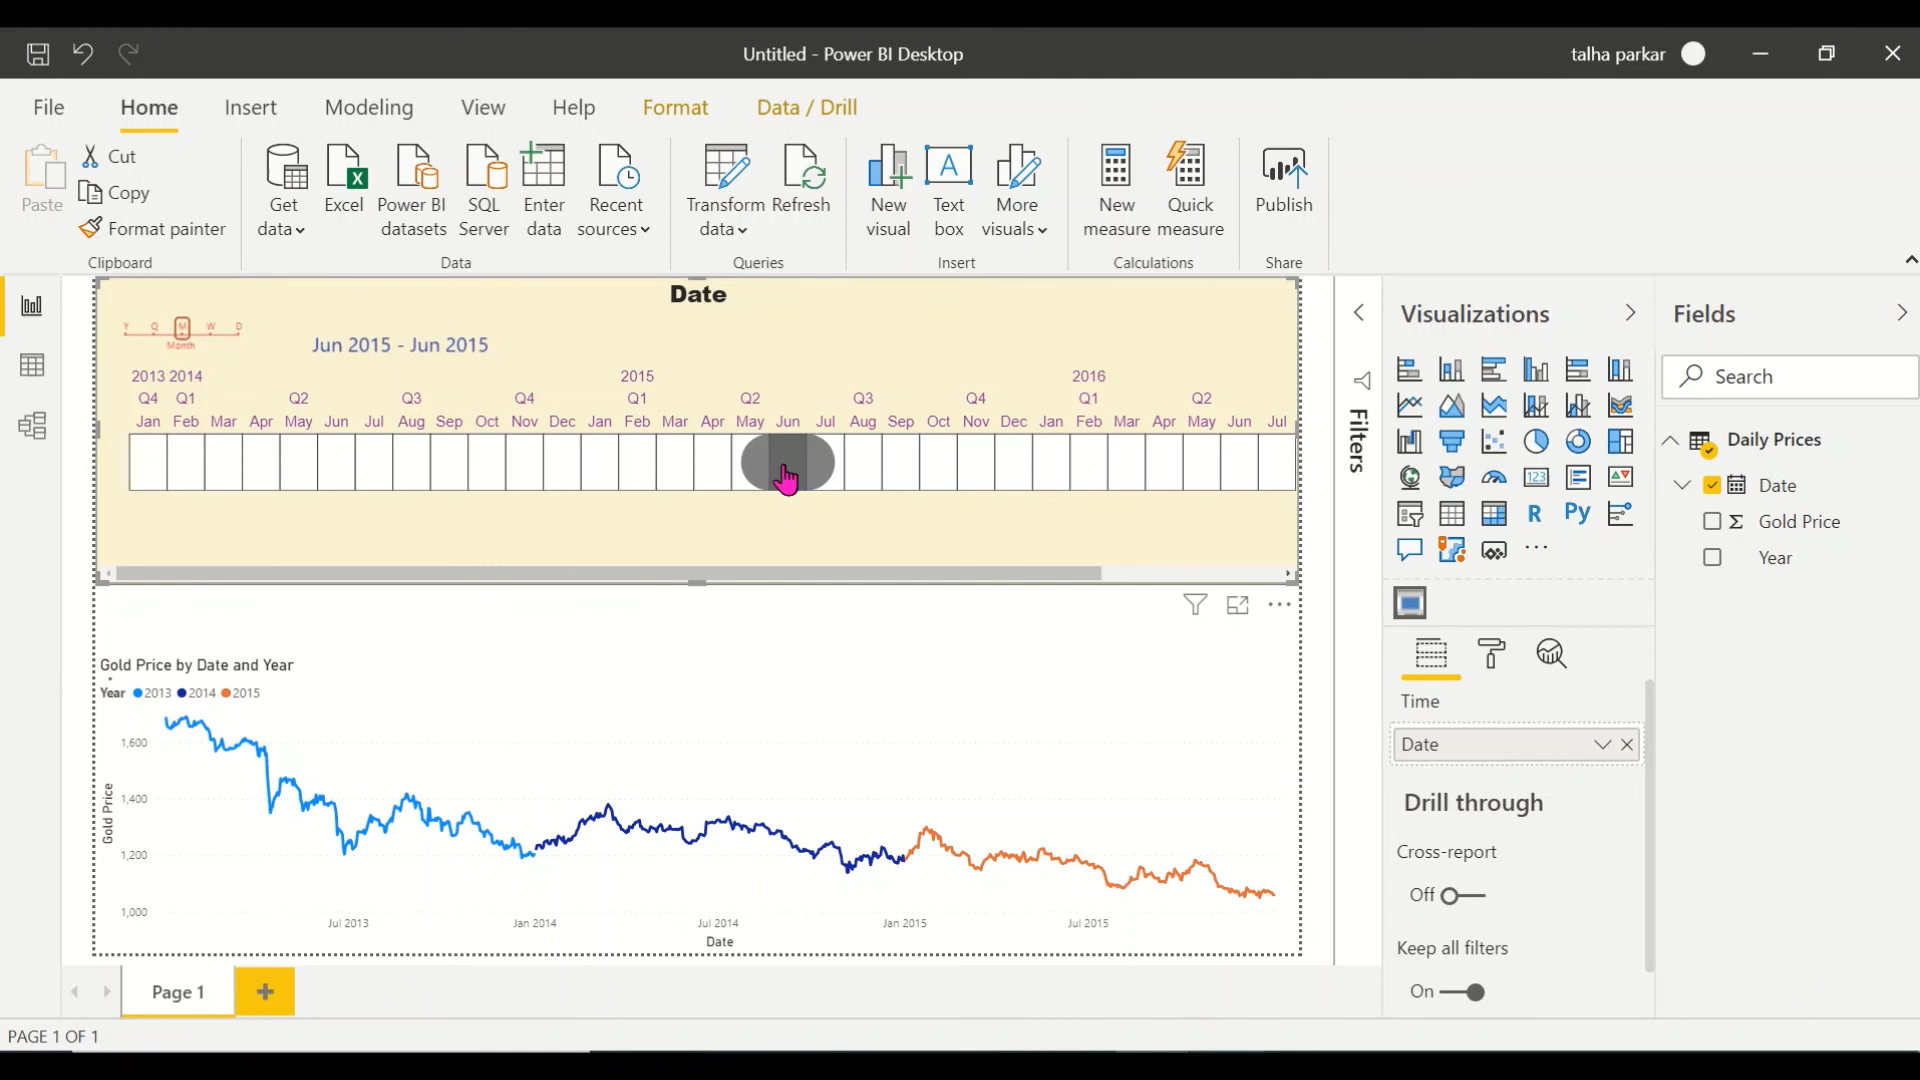 Untitled - Power BI Desktop
talha parkar
File Home Insert Modeling View Help Format Data / Drill
Paste
Cut
Copy
Format painter
Get data
Excel
Power BI datasets
SQL Server
Enter data
Recent sources
Transform data
Refresh
New visual
Text box
More visuals
New measure
Quick measure
Publish
Clipboard
Data
Queries
Insert
Calculations
Share
Date
Y Q M W D
Month
Jun 2015 - Jun 2015
2013 2014 2015 2016
Q4 Q1 Q2 Q3 Q4 Q1 Q2 Q3 Q4 Q1 Q2
Jan Feb Mar Apr May Jun Jul Aug Sep Oct Nov Dec Jan Feb Mar Apr May Jun Jul Aug Sep Oct Nov Dec Jan Feb Mar Apr May Jun Jul
Gold Price by Date and Year
Year 2013 2014 2015
1,600
1,400
1,200
1,000
Gold Price
Jul 2013 Jan 2014 Jul 2014 Jan 2015 Jul 2015
Date
Filters
Visualizations
123
R
Py
Time
Date
Drill through
Cross-report
Off
Keep all filters
On
Fields
Search
Daily Prices
Date
Gold Price
Year
Page 1
PAGE 1 OF 1